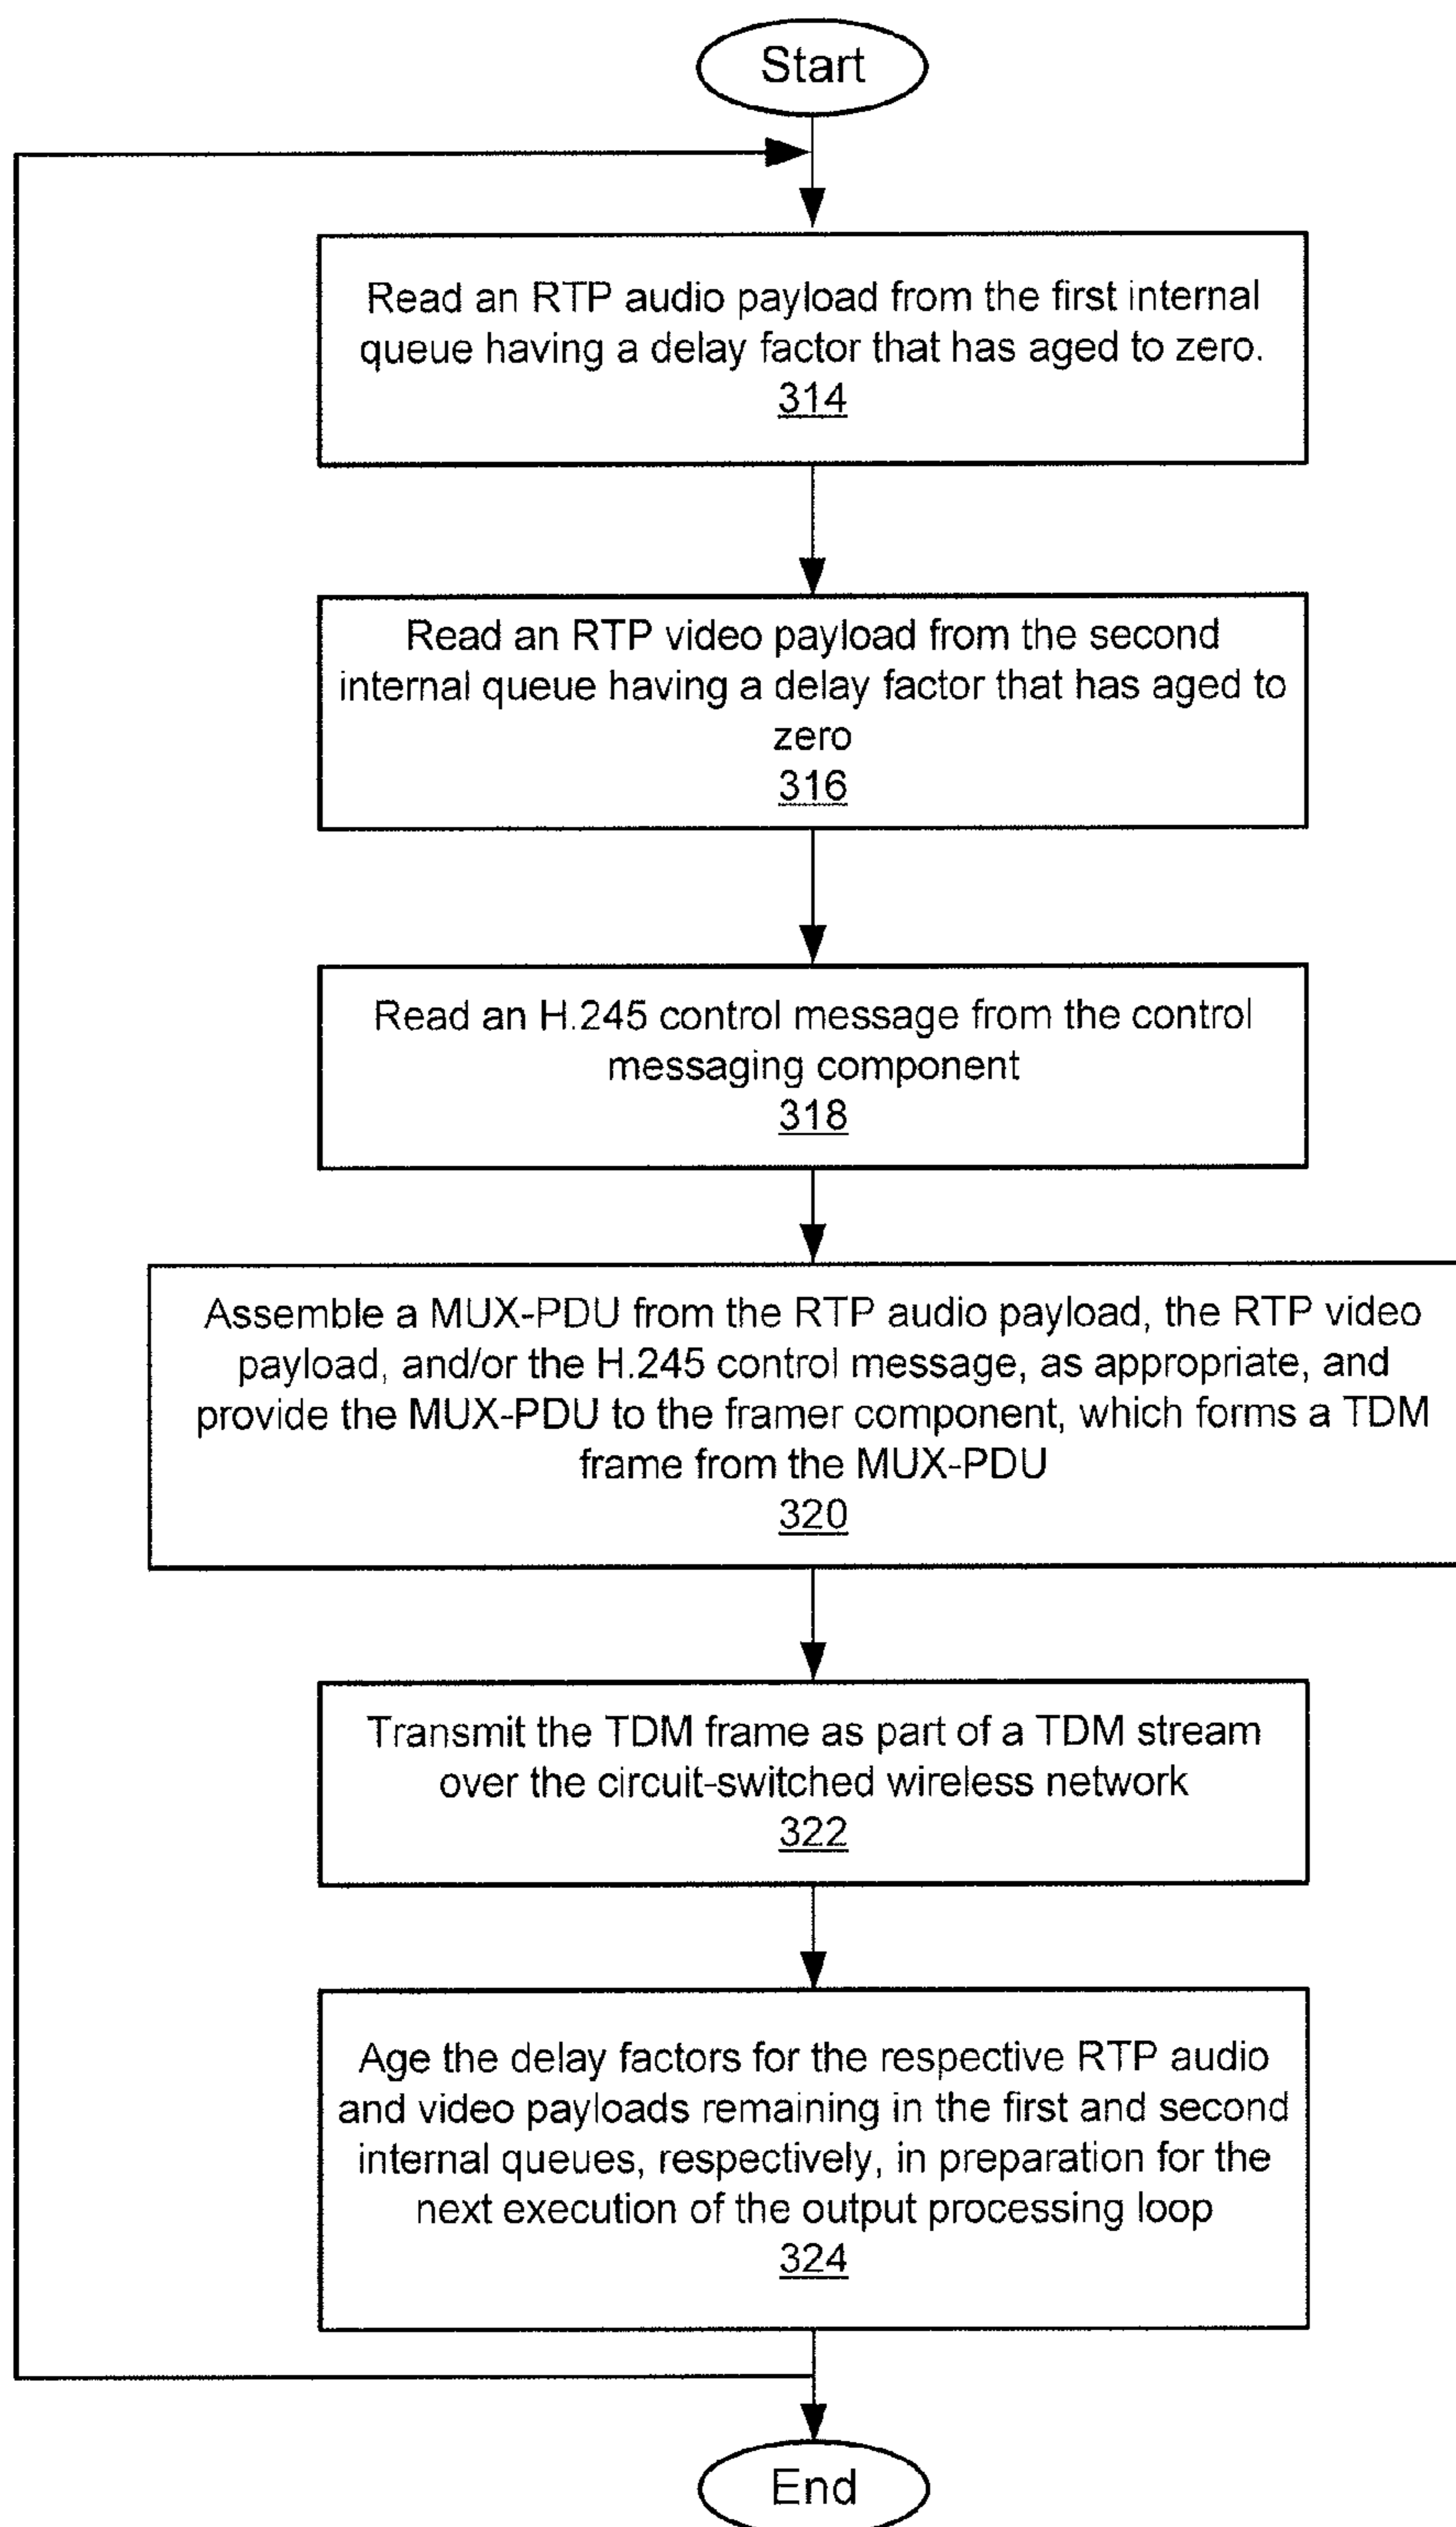 Start
Read an RTP audio payload from the first internal
queue having a delay factor that has aged to zero.
314
Read an RTP video payload from the second
internal queue having a delay factor that has aged to
zero
316
Read an H.245 control message from the control
messaging component
318
Assemble a MUX-PDU from the RTP audio payload, the RTP video
payload, and/or the H.245 control message, as appropriate, and
provide the MUX-PDU to the framer component, which forms a TDM
frame from the MUX-PDU
320
Transmit the TDM frame as part of a TDM stream
over the circuit-switched wireless network
322
Age the delay factors for the respective RTP audio
and video payloads remaining in the first and second
internal queues, respectively, in preparation for the
next execution of the output processing loop
324
End